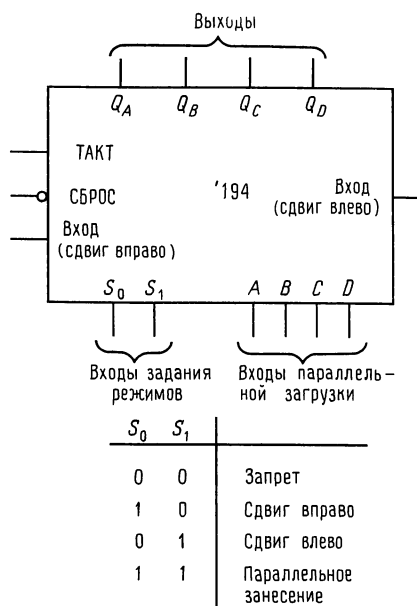 Выходы
Q_A Q_B Q_C Q_D
ТАКТ
СБРОС
'194
Вход
(сдвиг влево)
Вход
(сдвиг вправо)
S_0 S_1 A B C D
Входы задания
режимов
Входы параллель-
ной загрузки
S_0 S_1
0 0 Запрет
1 0 Сдвиг вправо
0 1 Сдвиг влево
1 1 Параллельное
занесение